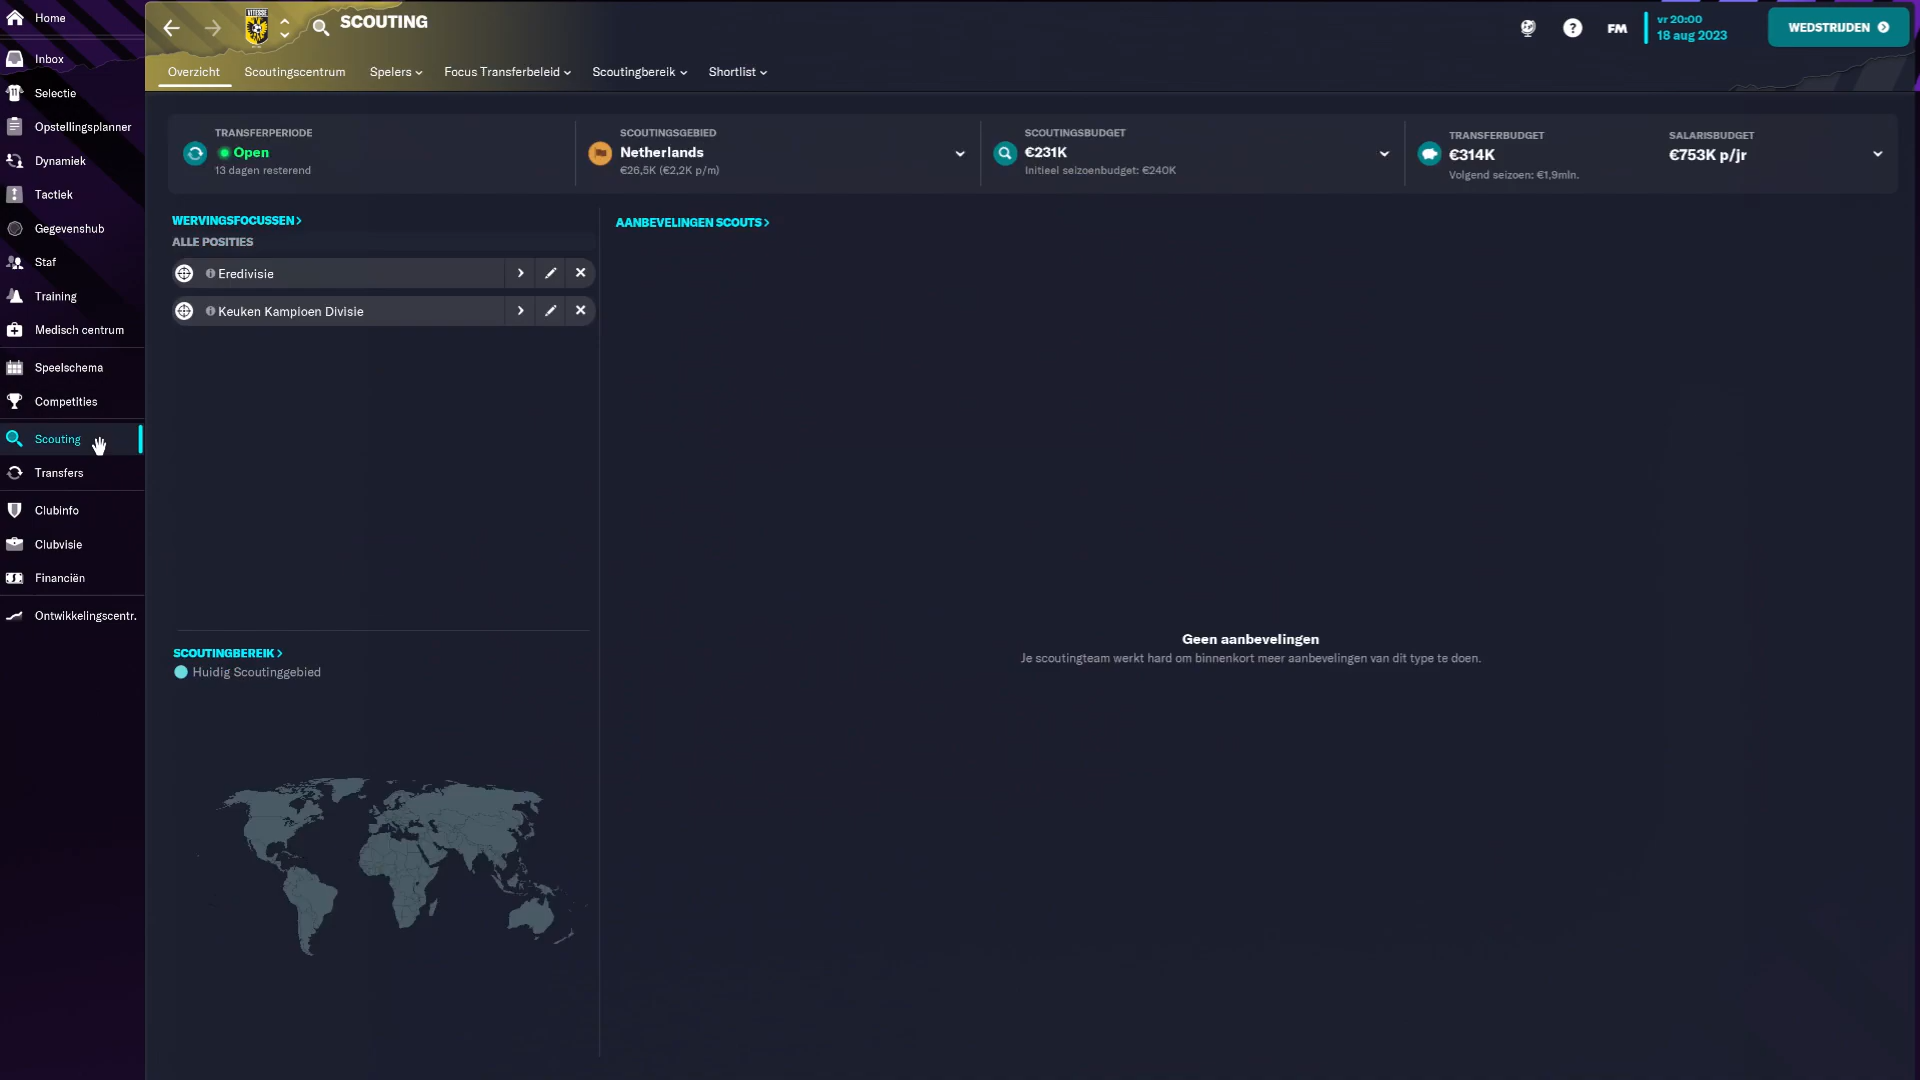 Home
Inbox
Selectie
Opstellingsplanner
Dynamiek
Tactiek
Gegevenshub
Staf
Training
Medisch centrum
Speelschema
Competities
Scouting
Transfers
Clubinfo
Clubvisie
Financiën
Ontwikkelingscentr.
VITESSE
SCOUTING
FM
vr 20:00
18 aug 2023
WEDSTRIJDEN
Overzicht
Scoutingscentrum
Spelers
Focus Transferbeleid
Scoutingbereik
Shortlist
TRANSFERPERIODE
Open
13 dagen resterend
SCOUTINGSGEBIED
Netherlands
€26,5K (€2,2K p/m)
SCOUTINGSBUDGET
€231K
Initieel seizoenbudget: €240K
TRANSFERBUDGET
€314K
Volgend seizoen: €1,9mln.
SALARISBUDGET
€753K p/jr
WERVINGSFOCUSSEN >
ALLE POSITIES
Eredivisie
Keuken Kampioen Divisie
AANBEVELINGEN SCOUTS >
Geen aanbevelingen
Je scoutingteam werkt hard om binnenkort meer aanbevelingen van dit type te doen.
SCOUTINGBEREIK >
Huidig Scoutinggebied